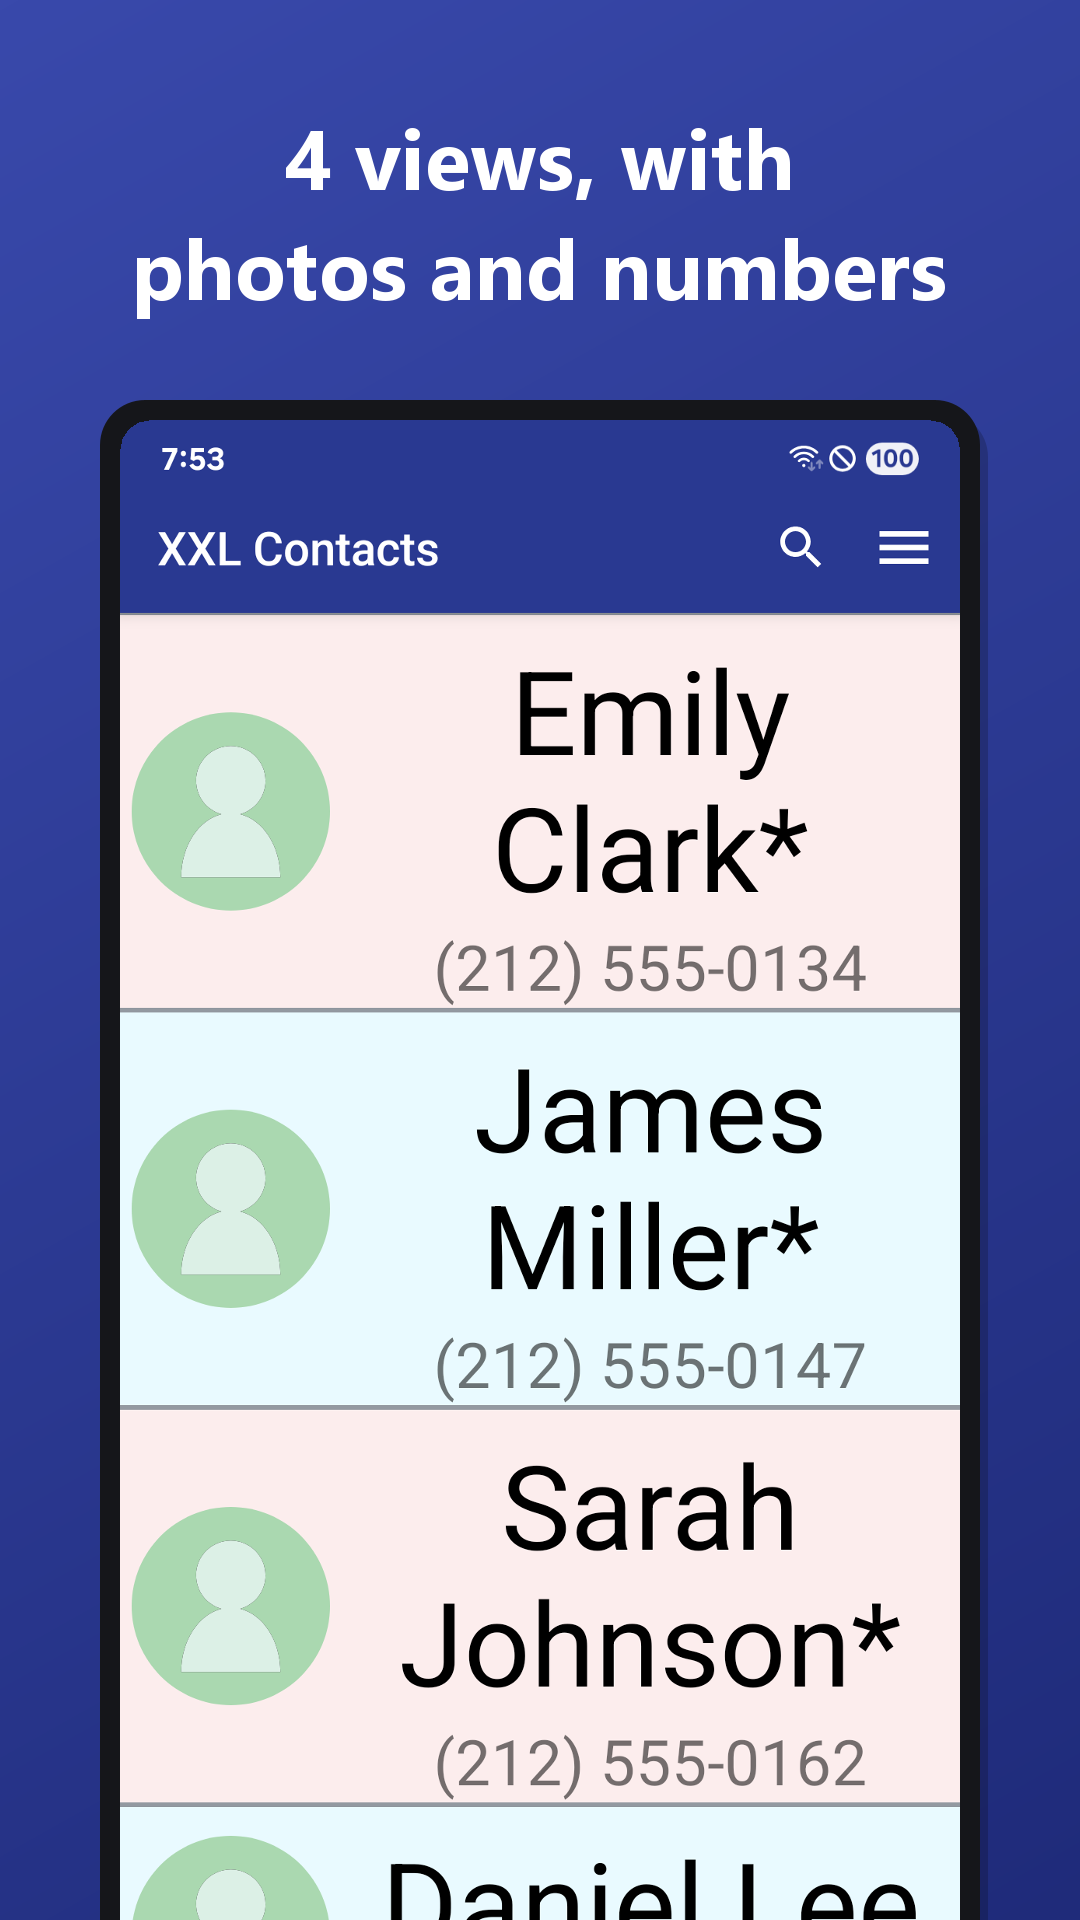 4 views, with
photos and numbers
7:53
100
XXL Contacts
Emily
Clark*
(212) 555-0134
James
Miller*
(212) 555-0147
Sarah
Johnson*
(212) 555-0162
Daniel Lee